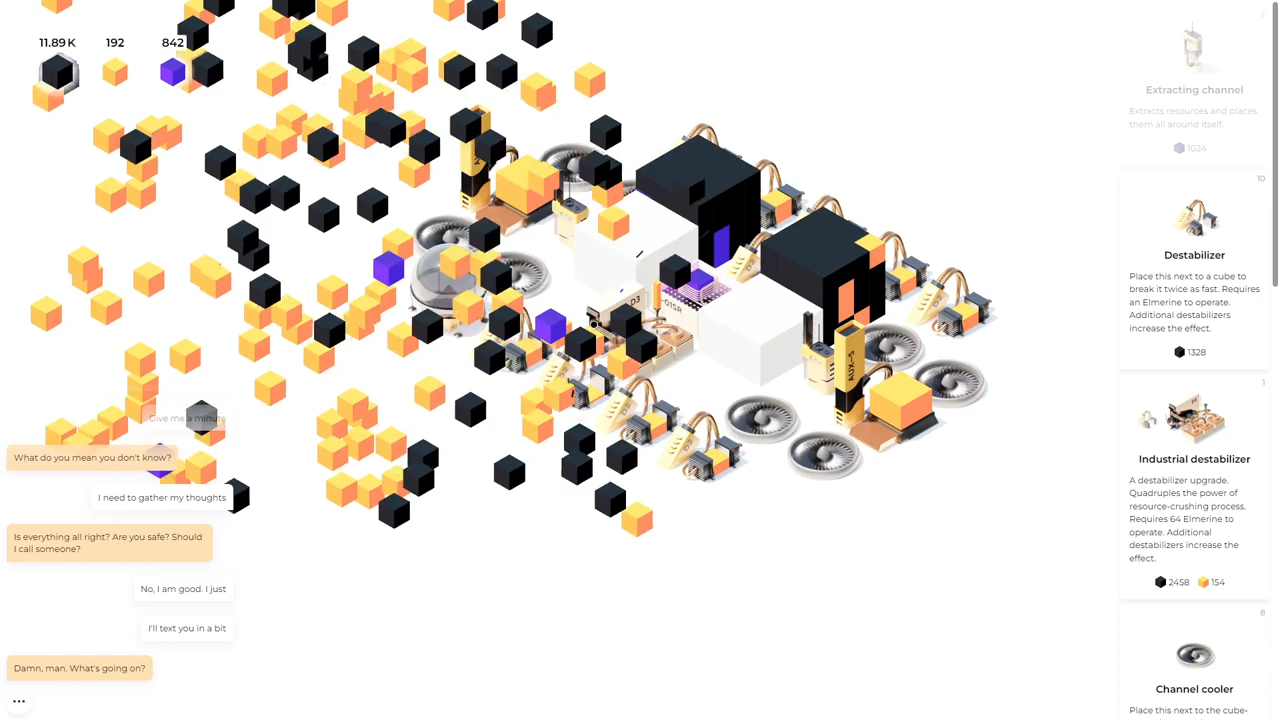 11.89 K
192
842
Give me a minute
What do you mean you don't know?
I need to gather my thoughts
Is everything all right? Are you safe? Should
I call someone?
No, I am good. I just
I'll text you in a bit
Damn, man. What's going on?
D3
AUX-S
Extracting channel
Extracts resources and places
them all around itself.
1024
10
Destabilizer
Place this next to a cube to
break it twice as fast. Requires
an Elmerine to operate.
Additional destabilizers
increase the effect.
1328
1
Industrial destabilizer
A destabilizer upgrade.
Quadruples the power of
resource-crushing process.
Requires 64 Elmerine to
operate. Additional
destabilizers increase the
effect.
2458
154
8
Channel cooler
Place this next to the cube-